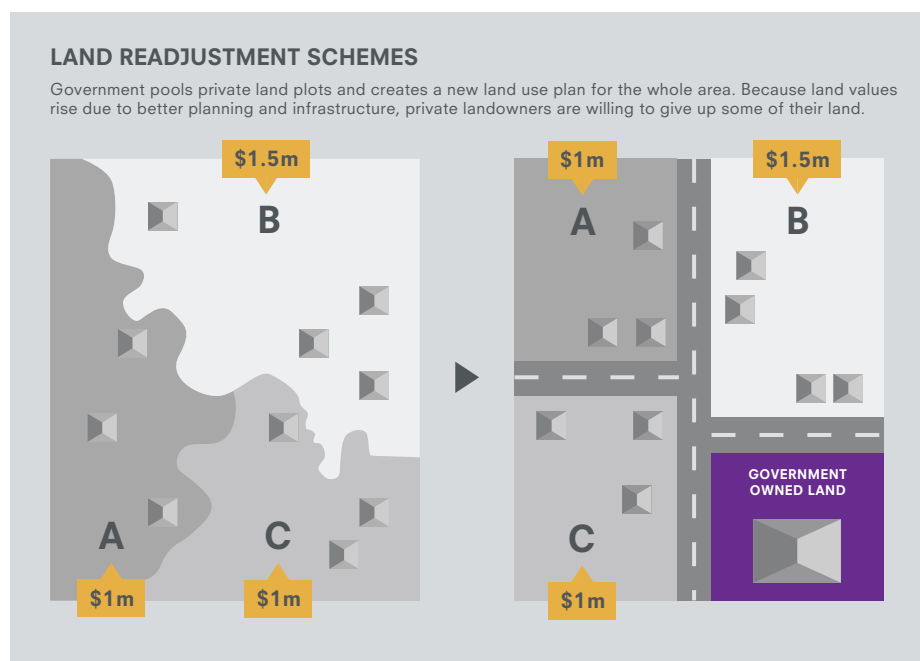 LAND READJUSTMENT SCHEMES
Government pools private land plots and creates a new land use plan for the whole area. Because land values
rise due to better planning and infrastructure, private landowners are willing to give up some of their land.
$1.5m
B
A
$1m
C
$1m
$1m
A
$1.5m
B
GOVERNMENT
OWNED LAND
C
$1m